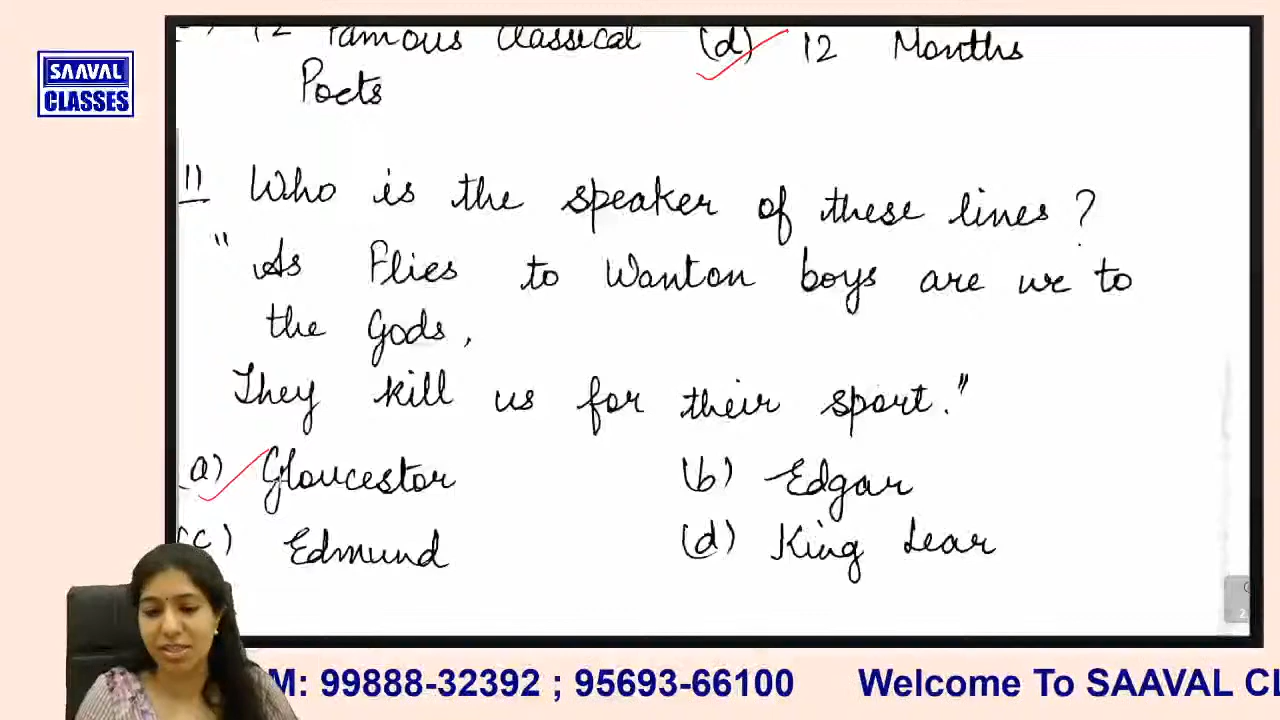 SAAVAL
CLASSES
12 Famous Classical (d) 12 Months
Poets
11 Who is the speaker of these lines?
"As Flies to Wanton boys are we to
the Gods,
They kill us for their sport."
(a) Gloucestor (b) Edgar
(c) Edmund (d) King Lear
M: 99888-32392 ; 95693-66100 Welcome To SAAVAL CL